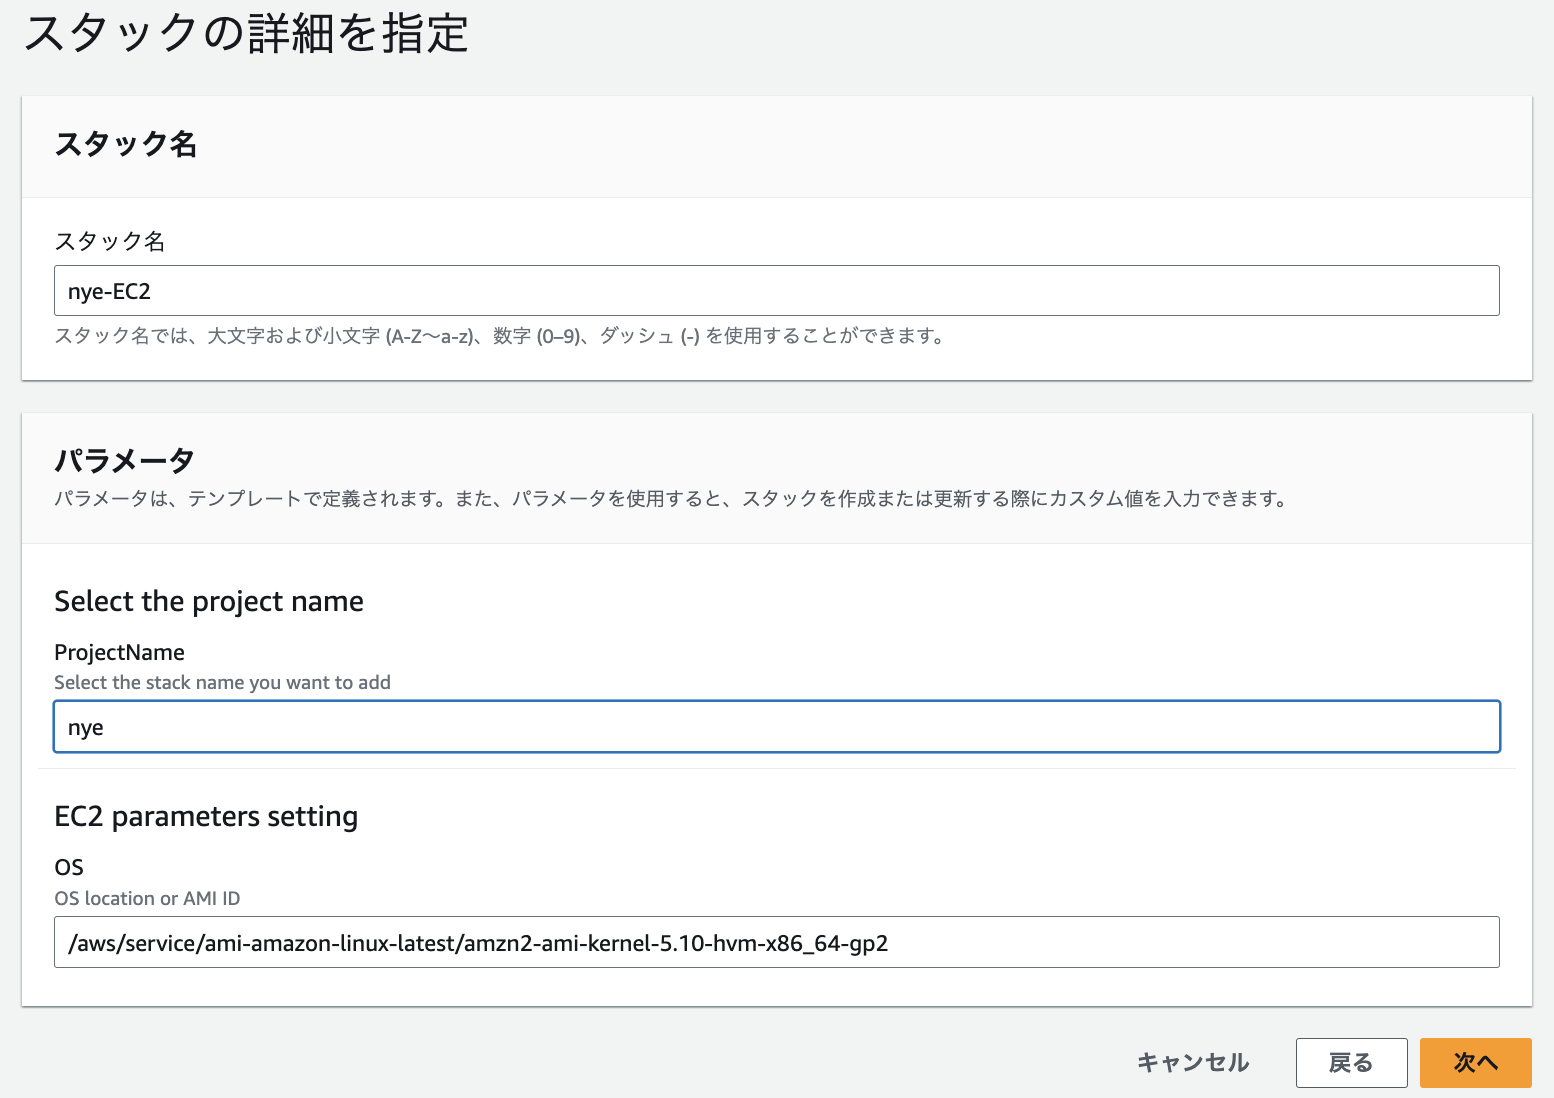 スタックの詳細を指定
スタック名
スタック名
nye-EC2
スタック名では、大文字および小文字 (A-Z～a-z)、数字 (0–9)、ダッシュ (-) を使用することができます。
パラメータ
パラメータは、テンプレートで定義されます。また、パラメータを使用すると、スタックを作成または更新する際にカスタム値を入力できます。
Select the project name
ProjectName
Select the stack name you want to add
nye
EC2 parameters setting
OS
OS location or AMI ID
/aws/service/ami-amazon-linux-latest/amzn2-ami-kernel-5.10-hvm-x86_64-gp2
キャンセル 戻る 次へ